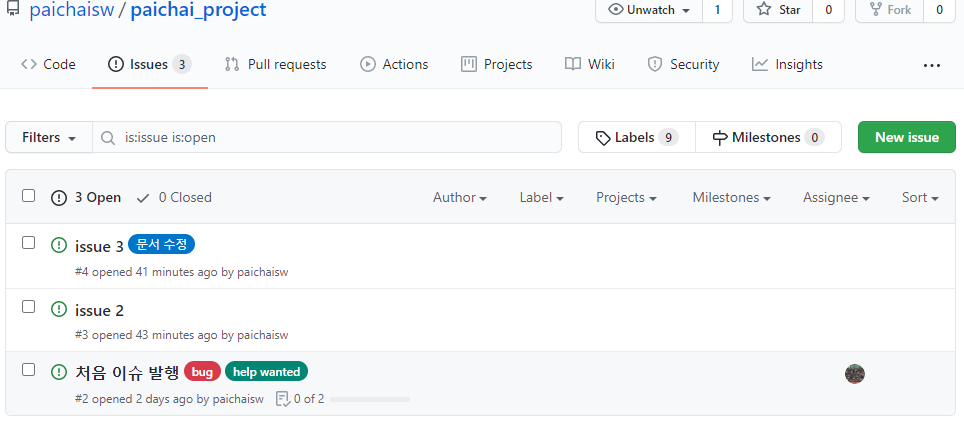 paichaisw / paichai_project Unwatch 1 Star 0 Fork 0
Code Issues 3 Pull requests Actions Projects Wiki Security Insights ...
Filters is:issue is:open Labels 9 Milestones 0 New issue
3 Open 0 Closed Author Label Projects Milestones Assignee Sort
issue 3 문서 수정
#4 opened 41 minutes ago by paichaisw
issue 2
#3 opened 43 minutes ago by paichaisw
처음 이슈 발행 bug help wanted
#2 opened 2 days ago by paichaisw 0 of 2